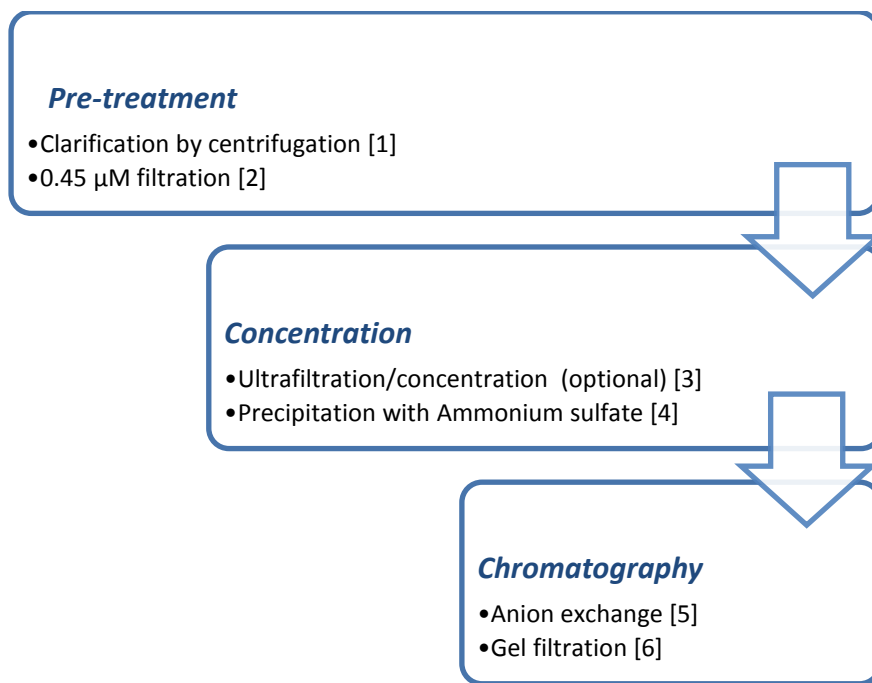 Pre-treatment
•Clarification by centrifugation [1]
•0.45 µM filtration [2]
Concentration
•Ultrafiltration/concentration (optional) [3]
•Precipitation with Ammonium sulfate [4]
Chromatography
•Anion exchange [5]
•Gel filtration [6]